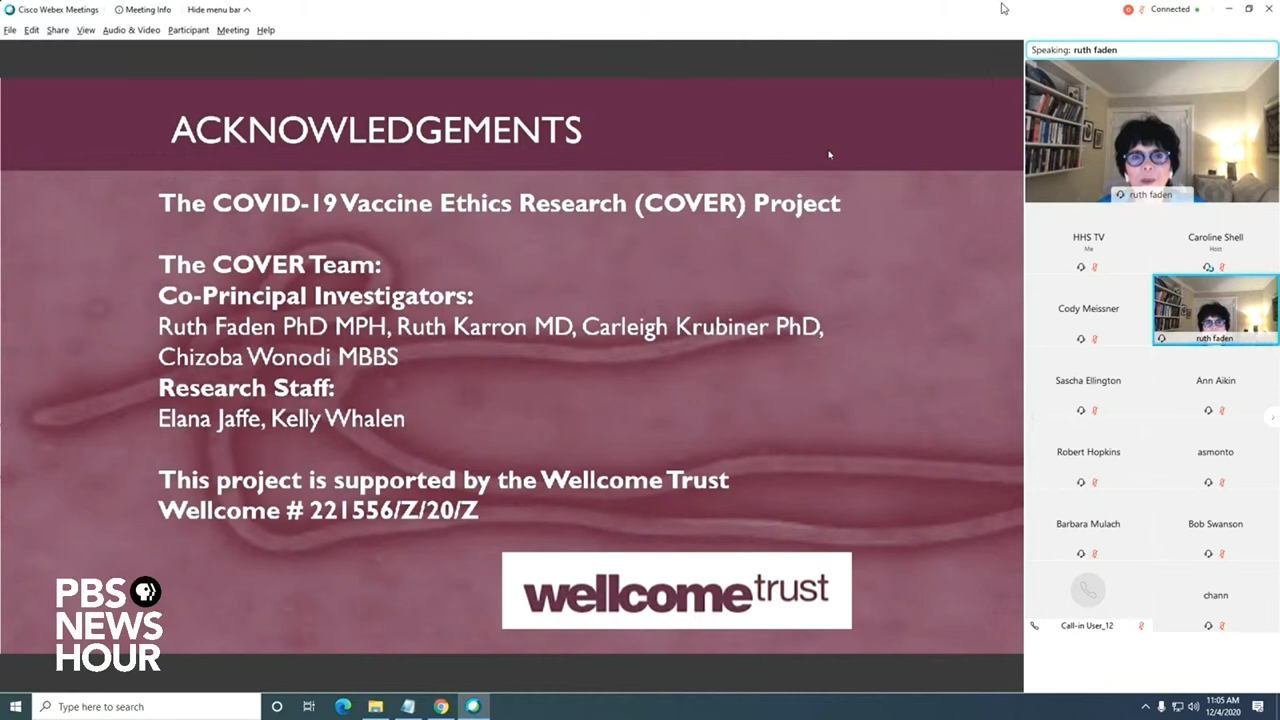 Cisco Webex Meetings
Meeting Info
Hide menu bar
Connected
File Edit Share View Audio & Video Participant Meeting Help
Speaking: ruth faden
ACKNOWLEDGEMENTS
The COVID-19 Vaccine Ethics Research (COVER) Project
The COVER Team:
Co-Principal Investigators:
Ruth Faden PhD MPH, Ruth Karron MD, Carleigh Krubiner PhD,
Chizoba Wonodi MBBS
Research Staff:
Elana Jaffe, Kelly Whalen
This project is supported by the Wellcome Trust
Wellcome # 221556/Z/20/Z
wellcometrust
PBS
NEWS
HOUR
ruth faden
HHS TV
Me
Caroline Shell
Host
Cody Meissner
ruth faden
Sascha Ellington
Ann Aikin
Robert Hopkins
asmonto
Barbara Mulach
Bob Swanson
Call-in User_12
chann
Type here to search
11:05 AM
12/4/2020